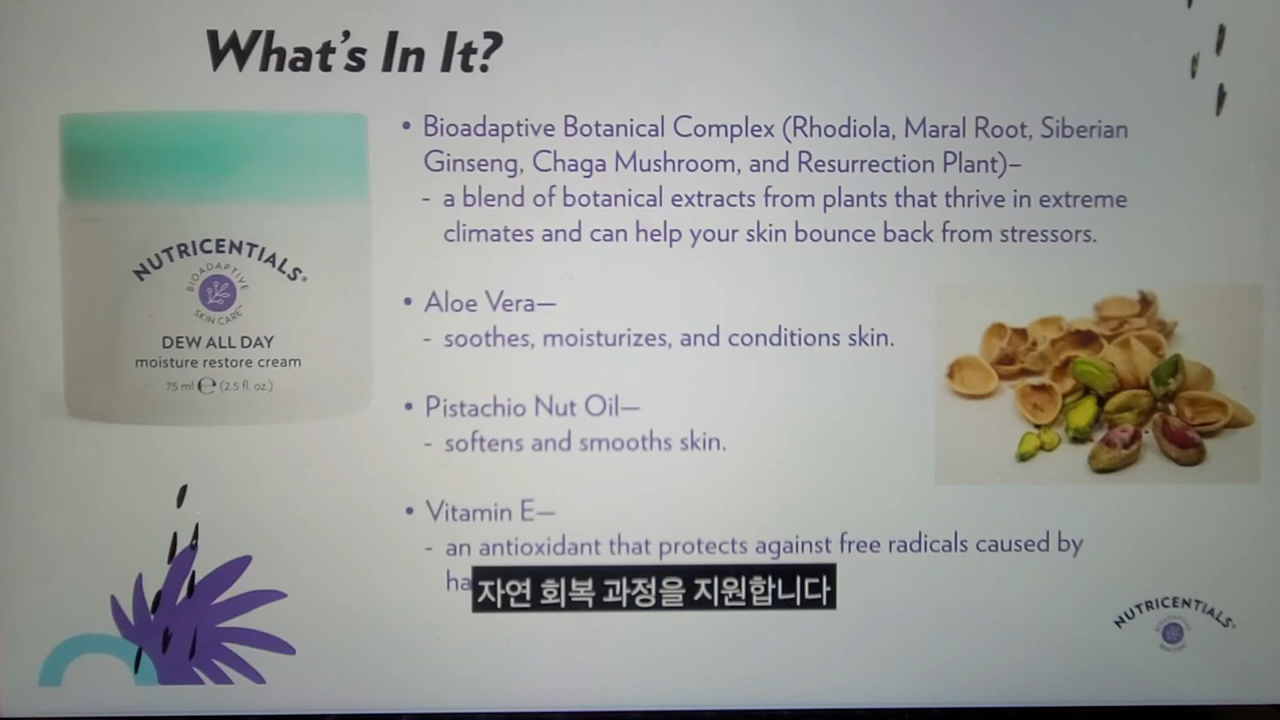 What's In It?
• Bioadaptive Botanical Complex (Rhodiola, Maral Root, Siberian
Ginseng, Chaga Mushroom, and Resurrection Plant)–
- a blend of botanical extracts from plants that thrive in extreme
climates and can help your skin bounce back from stressors.
• Aloe Vera—
- soothes, moisturizes, and conditions skin.
• Pistachio Nut Oil—
- softens and smooths skin.
• Vitamin E—
- an antioxidant that protects against free radicals caused by
ha
자연 회복 과정을 지원합니다
NUTRICENTIALS®
BIOADAPTIVE
SKIN CARE™
DEW ALL DAY
moisture restore cream
75 ml ℮ (2.5 fl. oz.)
NUTRICENTIALS®